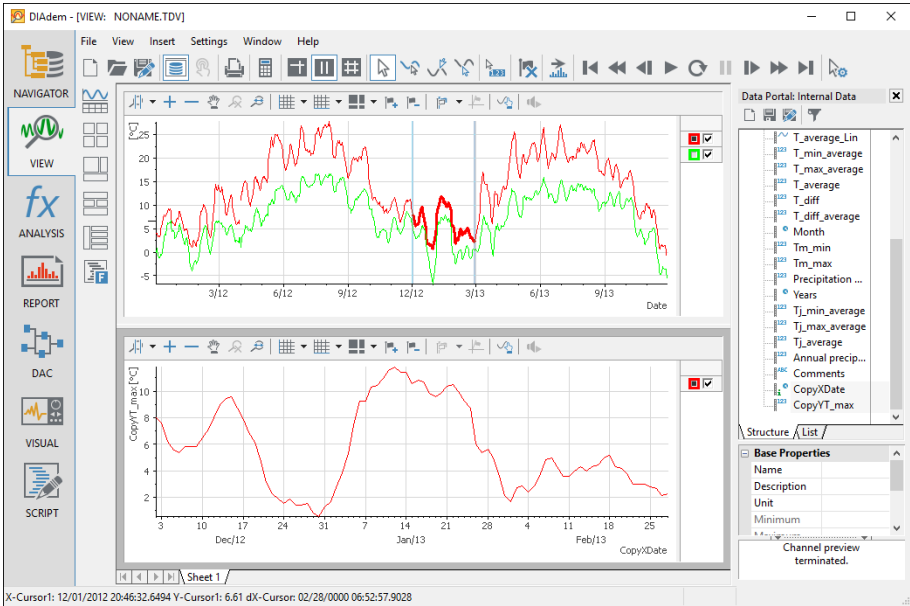 DIAdem - [VIEW:   NONAME.TDV]
File View Insert Settings Window Help
NAVIGATOR
VIEW
ANALYSIS
REPORT
DAC
VISUAL
SCRIPT
[°C]
25
20
15
10
5
0
-5
3/12 6/12 9/12 12/12 3/13 6/13 9/13
Date
CopyYT_max [°C]
10
8
6
4
2
3 10 17 24 31 7 14 21 28 4 11 18 25
Dec/12 Jan/13 Feb/13
CopyXDate
Sheet 1
Data Portal: Internal Data
T_average_Lin
T_min_average
T_max_average
T_average
T_diff
T_diff_average
Month
Tm_min
Tm_max
Precipitation ...
Years
Tj_min_average
Tj_max_average
Tj_average
Annual precip...
Comments
CopyXDate
CopyYT_max
Structure List
Base Properties
Name
Description
Unit
Minimum
Channel preview
terminated.
X-Cursor1: 12/01/2012 20:46:32.6494 Y-Cursor1: 6.61 dX-Cursor: 02/28/0000 06:52:57.9028